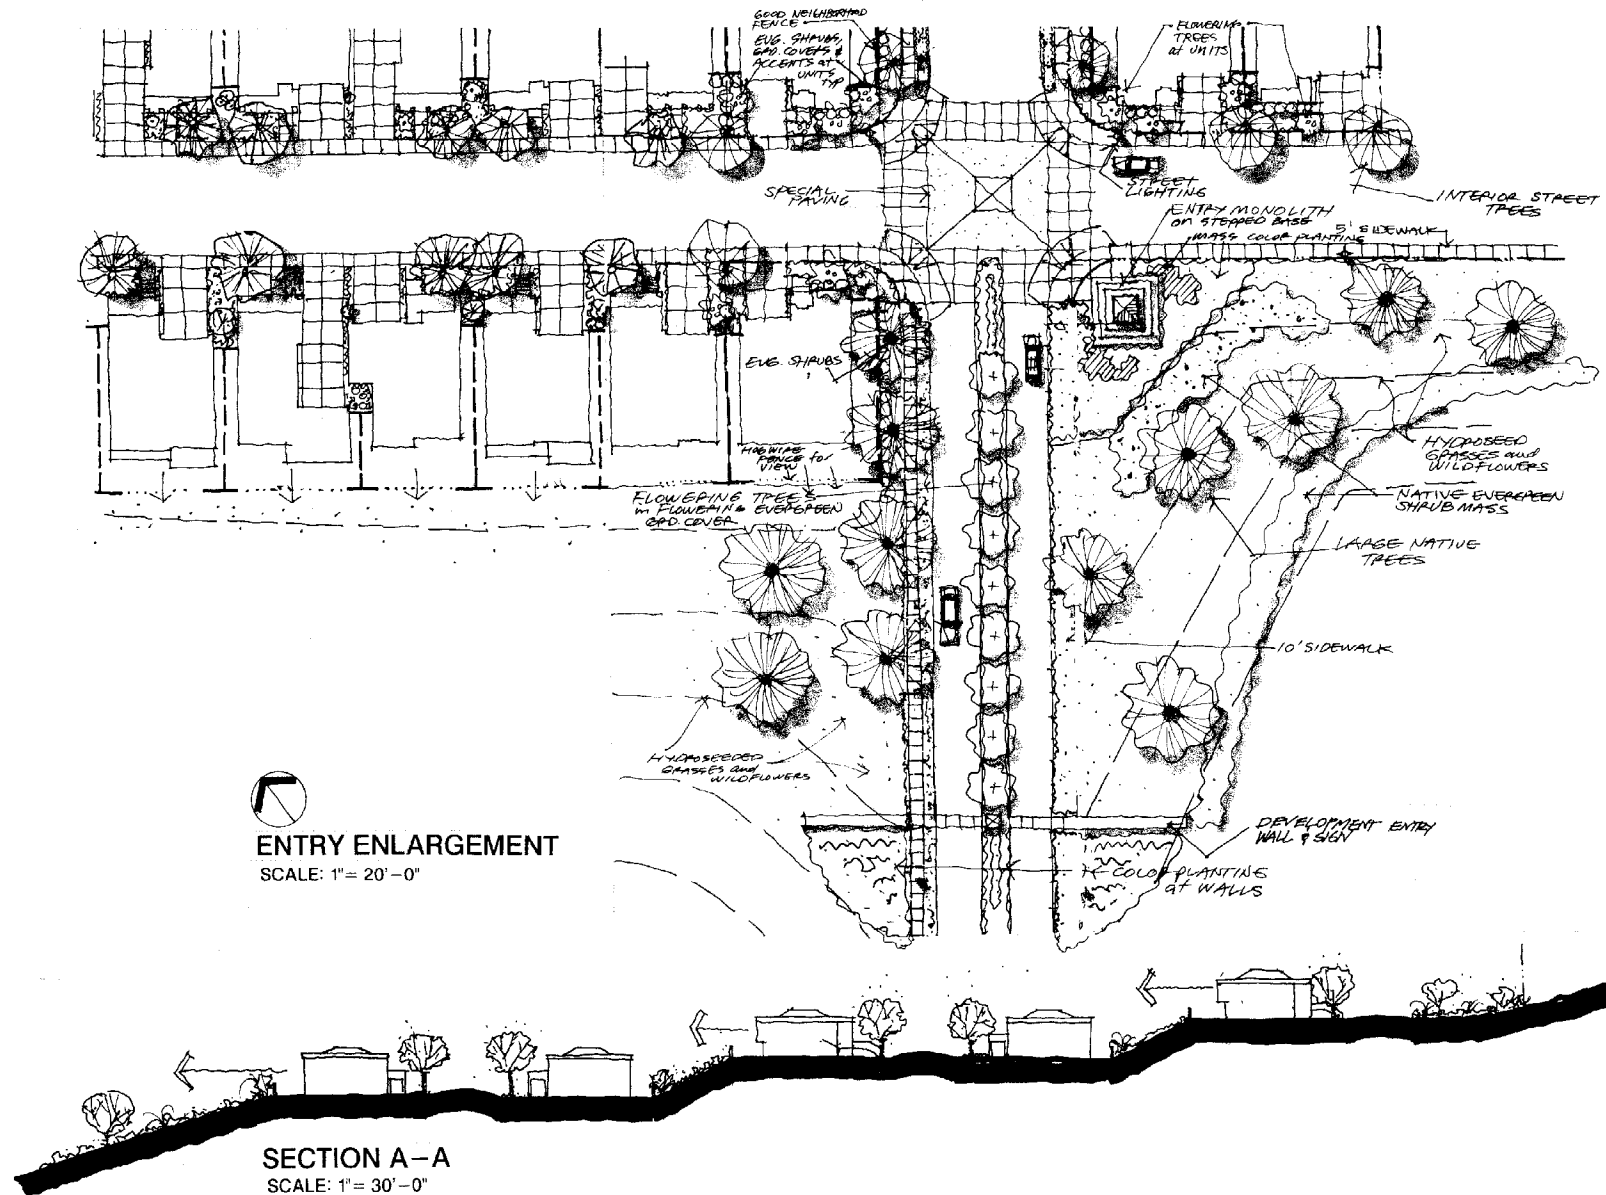 GOOD NEIGHBORHOOD
FENCE
EVG. SHRUBS,
GRD. COVERS &
ACCENTS at
UNITS
TYP
FLOWERING
TREES
at UNITS
SPECIAL
PAVING
STREET
LIGHTING
INTERIOR STREET
TREES
ENTRY MONOLITH
on STEPPED BASE
MASS COLOR PLANTING
5' SIDEWALK
EVG. SHRUBS
HOGWIRE
FENCE for
VIEW
FLOWERING TREES
in FLOWERING EVERGREEN
GRD. COVER
HYDROSEED
GRASSES and
WILDFLOWERS
NATIVE EVERGREEN
SHRUB MASS
LARGE NATIVE
TREES
10' SIDEWALK
HYDROSEEDED
GRASSES and
WILDFLOWERS
DEVELOPMENT ENTRY
WALL & SIGN
COLOR PLANTING
at WALLS
ENTRY ENLARGEMENT
SCALE: 1"= 20'-0"
SECTION A-A
SCALE: 1"= 30'-0"